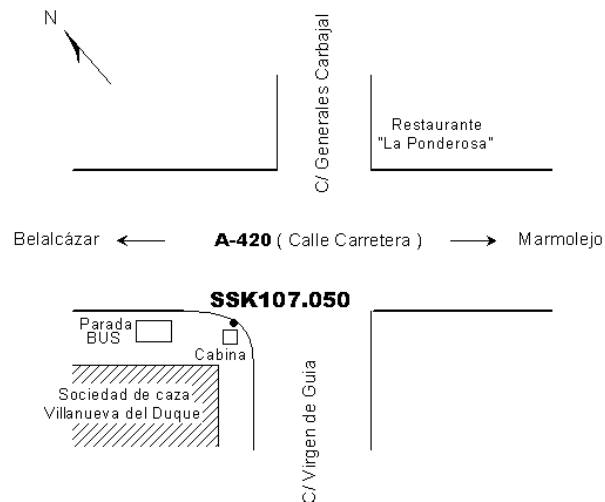 N
C/ Generales Carbajal
Restaurante
"La Ponderosa"
Belalcázar
A-420 ( Calle Carretera )
Marmolejo
SSK107.050
Parada
BUS
Cabina
Sociedad de caza
Villanueva del Duque
C/ Virgen de Guia